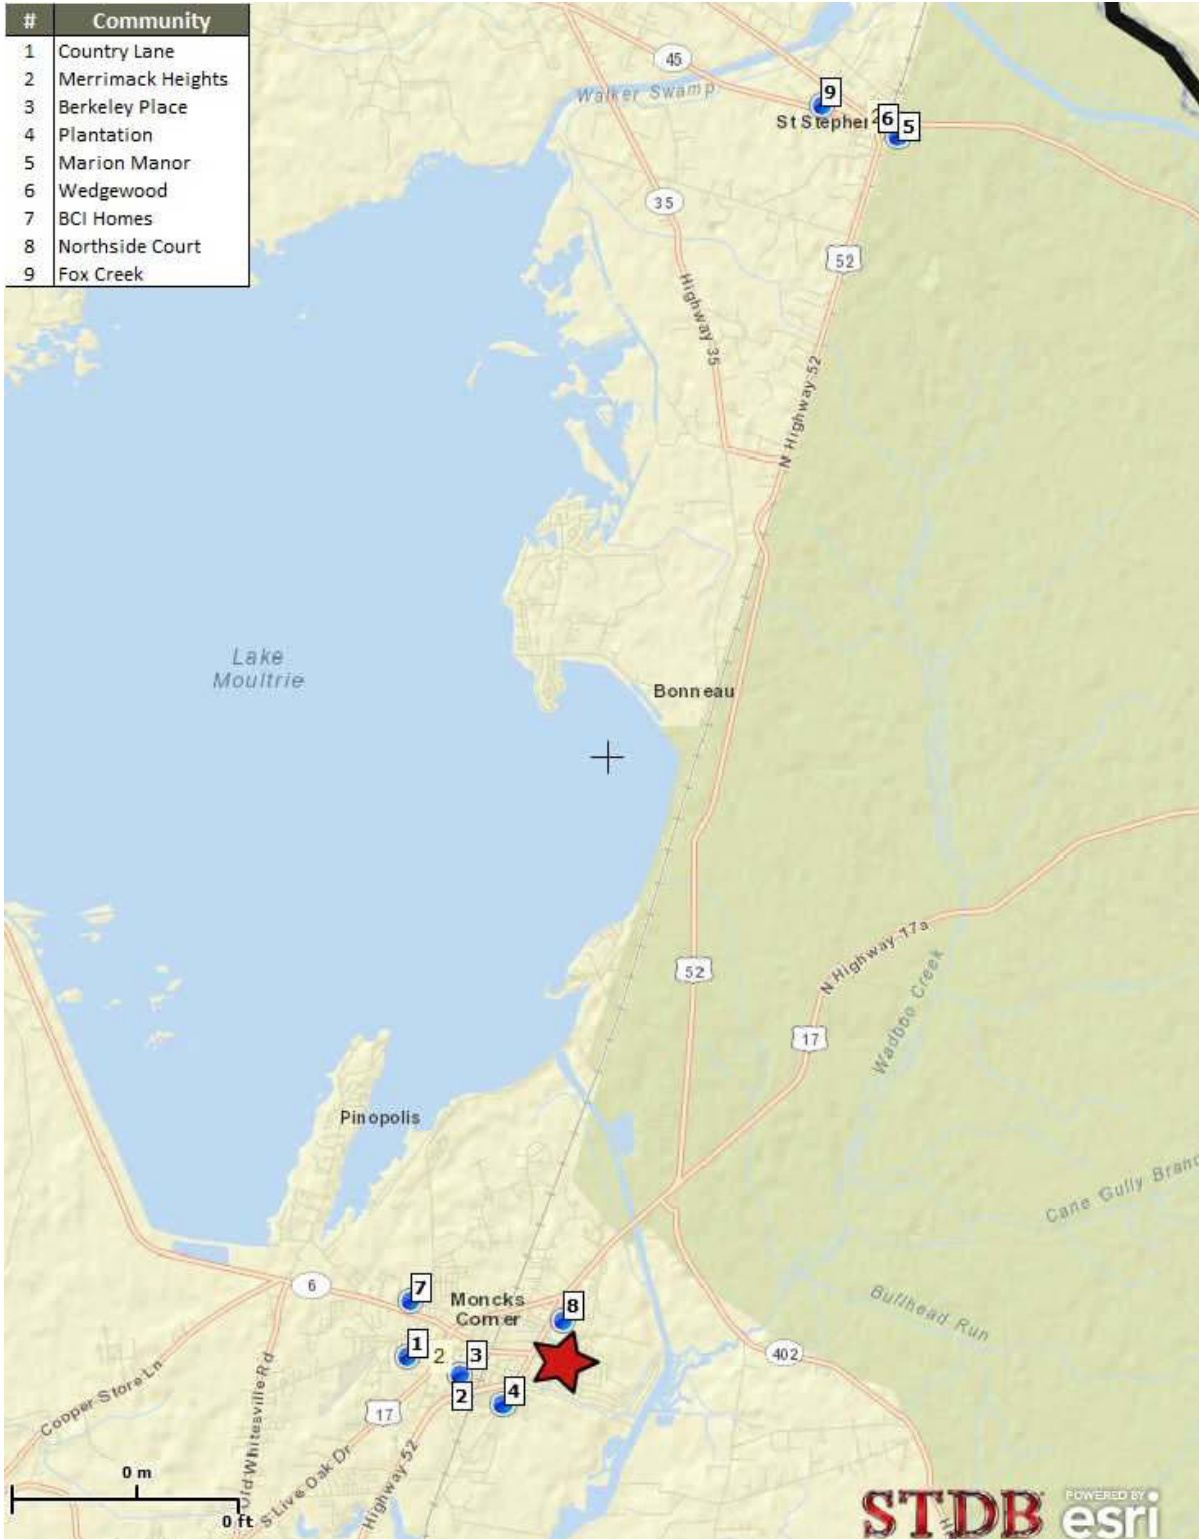 # Community
1 Country Lane
2 Merrimack Heights
3 Berkeley Place
4 Plantation
5 Marion Manor
6 Wedgewood
7 BCI Homes
8 Northside Court
9 Fox Creek
45
Walker Swamp
9
St Stephen
6
5
35
52
Highway 35
N Highway 52
Lake
Moultrie
Bonneau
N Highway 17a
52
17
Wadboo Creek
Pinopolis
Cane Gully Branc
6
7
Moncks
Corner
8
Bullhead Run
1
2
3
402
2
4
17
Cooper Store Ln
Old Whitesville Rd
S Live Oak Dr
Highway 52
0 m
0 ft
STDB
POWERED BY
esri